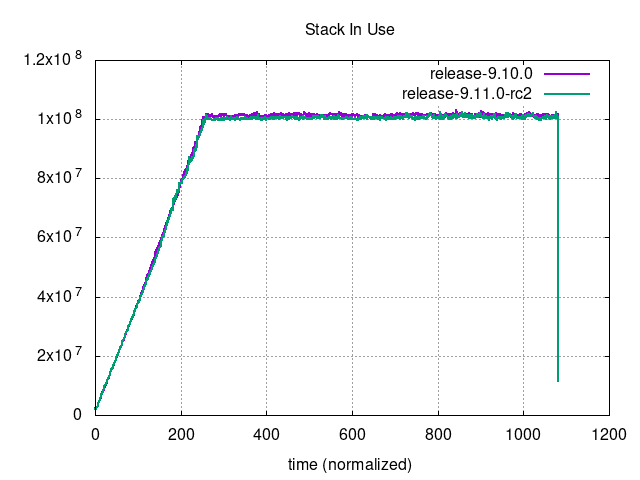 Stack In Use
1.2x10^8
1x10^8
8x10^7
6x10^7
4x10^7
2x10^7
0
release-9.10.0
release-9.11.0-rc2
0 200 400 600 800 1000 1200
time (normalized)